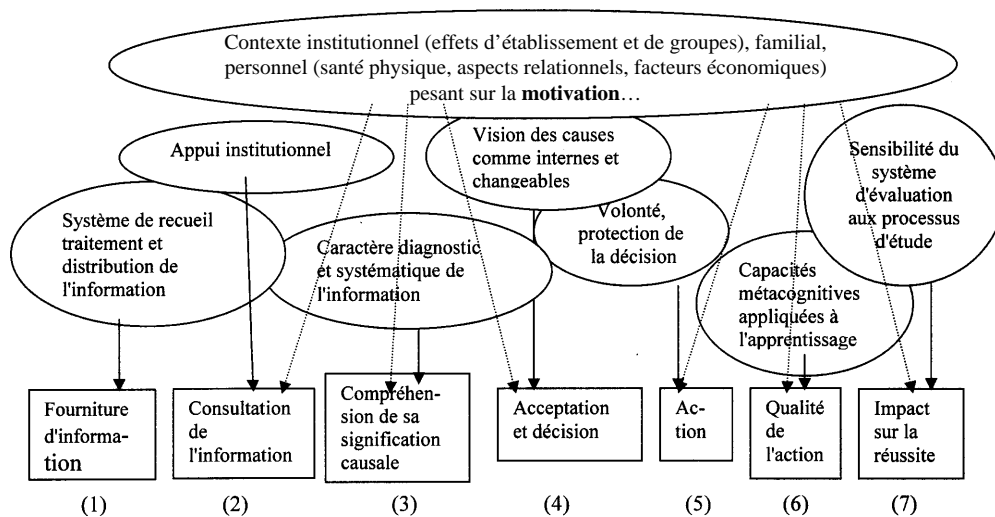 Contexte institutionnel (effets d'établissement et de groupes), familial,
personnel (santé physique, aspects relationnels, facteurs économiques)
pesant sur la motivation…
Appui institutionnel
Vision des causes
comme internes et
changeables
Sensibilité du
système
d'évaluation
aux processus
d'étude
Système de recueil
traitement et
distribution de
l'information
Caractère diagnostic
et systématique de
l'information
Volonté,
protection de
la décision
Capacités
métacognitives
appliquées à
l'apprentissage
Fourniture
d'informa-
tion
Consultation
de
l'information
Compréhen-
sion de sa
signification
causale
Acceptation
et décision
Ac-
tion
Qualité
de
l'action
Impact
sur la
réussite
(1)
(2)
(3)
(4)
(5)
(6)
(7)